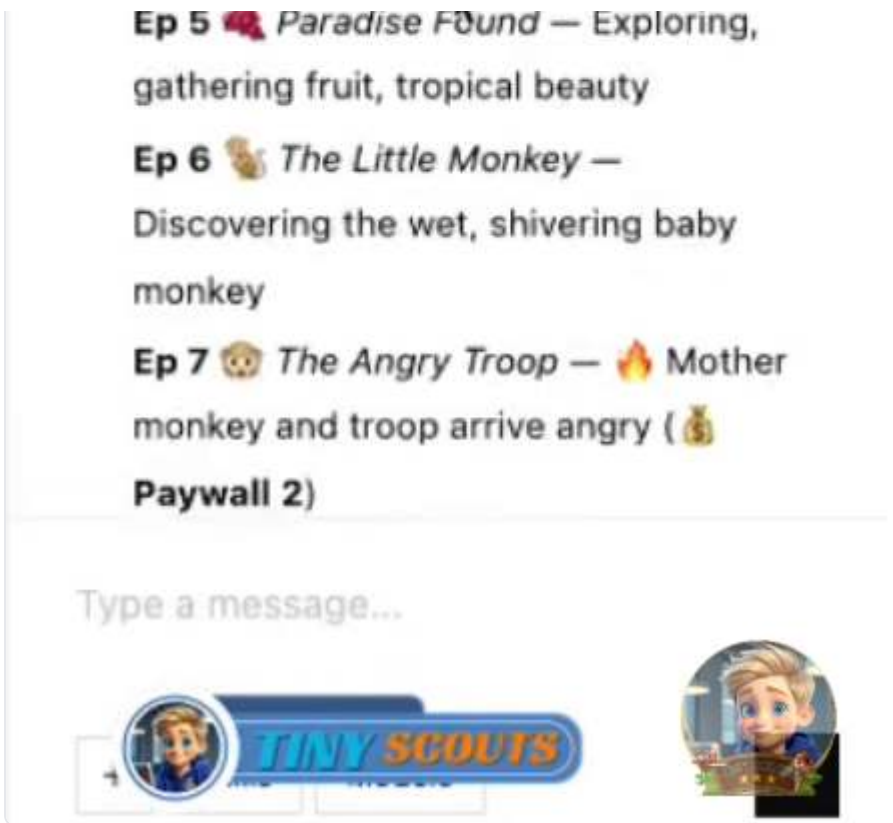 Ep 5 🍇 Paradise Found — Exploring,
gathering fruit, tropical beauty
Ep 6 🐒 The Little Monkey —
Discovering the wet, shivering baby
monkey
Ep 7 🐵 The Angry Troop — 🔥 Mother
monkey and troop arrive angry (💰
Paywall 2)
Type a message...
TINY SCOUTS